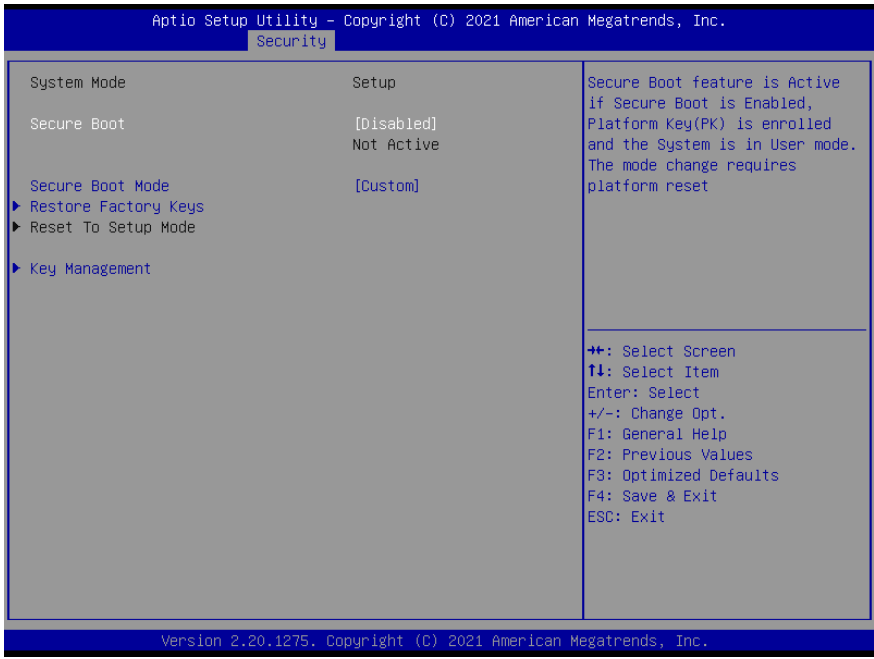 Aptio Setup Utility – Copyright (C) 2021 American Megatrends, Inc.
Security
System Mode Setup
Secure Boot [Disabled]
Not Active
Secure Boot Mode [Custom]
Restore Factory Keys
Reset To Setup Mode
Key Management
Secure Boot feature is Active
if Secure Boot is Enabled,
Platform Key(PK) is enrolled
and the System is in User mode.
The mode change requires
platform reset
→←: Select Screen
↑↓: Select Item
Enter: Select
+/-: Change Opt.
F1: General Help
F2: Previous Values
F3: Optimized Defaults
F4: Save & Exit
ESC: Exit
Version 2.20.1275. Copyright (C) 2021 American Megatrends, Inc.